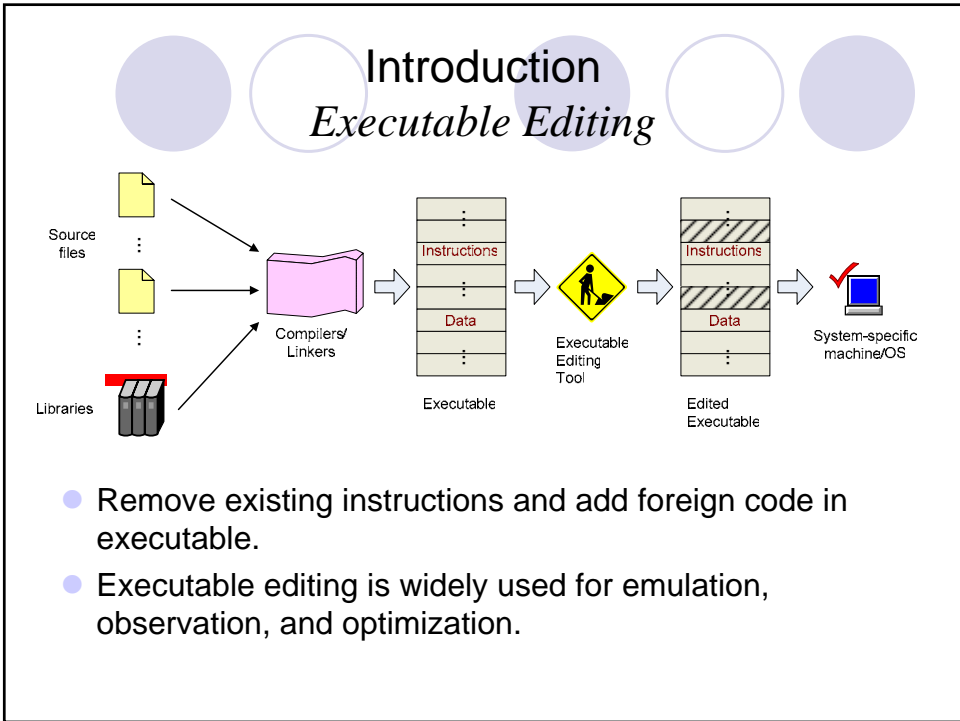 Introduction
Executable Editing
Source
files
⋮
⋮
Libraries
Compilers/
Linkers
⋮
Instructions
⋮
Data
⋮
Executable
Executable
Editing
Tool
⋮
Instructions
⋮
Data
⋮
Edited
Executable
System-specific
machine/OS
● Remove existing instructions and add foreign code in
executable.
● Executable editing is widely used for emulation,
observation, and optimization.